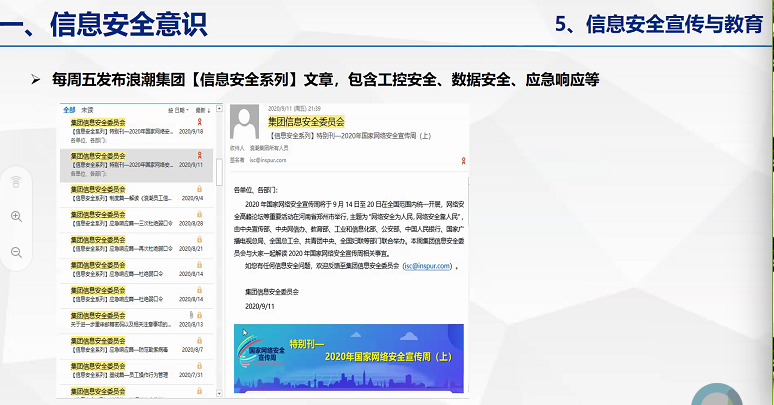 一、信息安全意识
5、信息安全宣传与教育
➢ 每周五发布浪潮集团【信息安全系列】文章，包含工控安全、数据安全、应急响应等
全部 未读 按 日期 最新 ↓
集团信息安全委员会
【信息安全系列】特别刊—2020年国家网络安... 2020/9/18
各单位、各部门:
集团信息安全委员会
【信息安全系列】特别刊—2020年国家网络安... 2020/9/11
各单位、各部门:
集团信息安全委员会
【信息安全系列】制度篇—解读《浪潮员工信... 2020/9/4
集团信息安全委员会
【信息安全系列】应急响应篇—三次杜绝弱口令 2020/8/28
集团信息安全委员会
【信息安全系列】应急响应篇—再次杜绝弱口令 2020/8/21
集团信息安全委员会
【信息安全系列】应急响应篇—杜绝弱口令 2020/8/14
集团信息安全委员会
【信息安全系列】应急响应篇—杜绝弱口令 2020/8/14
集团信息安全委员会
关于进一步重申邮箱密码以及相关注意事项的... 2020/8/13
集团信息安全委员会
【信息安全系列】应急响应篇—防范勒索病毒 2020/8/7
集团信息安全委员会
【信息安全系列】基础篇—员工操作行为管理 2020/7/31
集团信息安全委员会
2020/9/11 (周五) 21:39
集团信息安全委员会
【信息安全系列】特别刊—2020年国家网络安全宣传周（上）
收件人 浪潮集团所有人员
签名者 isc@inspur.com
各单位、各部门:
2020 年国家网络安全宣传周将于 9 月 14 日至 20 日在全国范围内统一开展，网络安
全高峰论坛等重要活动在河南省郑州市举行，主题为“网络安全为人民，网络安全靠人民”，
由中央宣传部、中央网信办、教育部、工业和信息化部、公安部、中国人民银行、国家广
播电视总局、全国总工会、共青团中央、全国妇联等部门联合举办。本周集团信息安全委
员会与大家一起解读 2020 年国家网络安全宣传周相关事宜。
如您有任何信息安全问题，欢迎反馈至集团信息安全委员会（isc@inspur.com）。
集团信息安全委员会
2020/9/11
国家网络安全
宣传周
特别刊—
2020年国家网络安全宣传周（上）